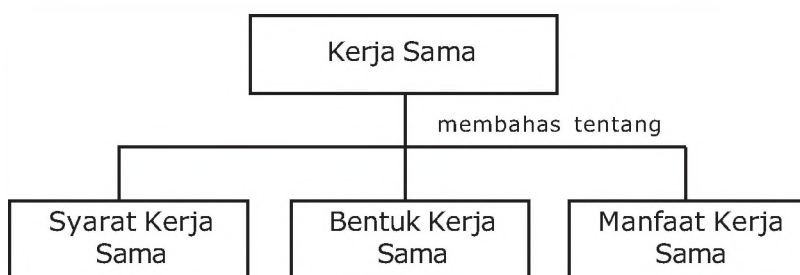 Kerja Sama
membahas tentang
Syarat Kerja
Sama
Bentuk Kerja
Sama
Manfaat Kerja
Sama